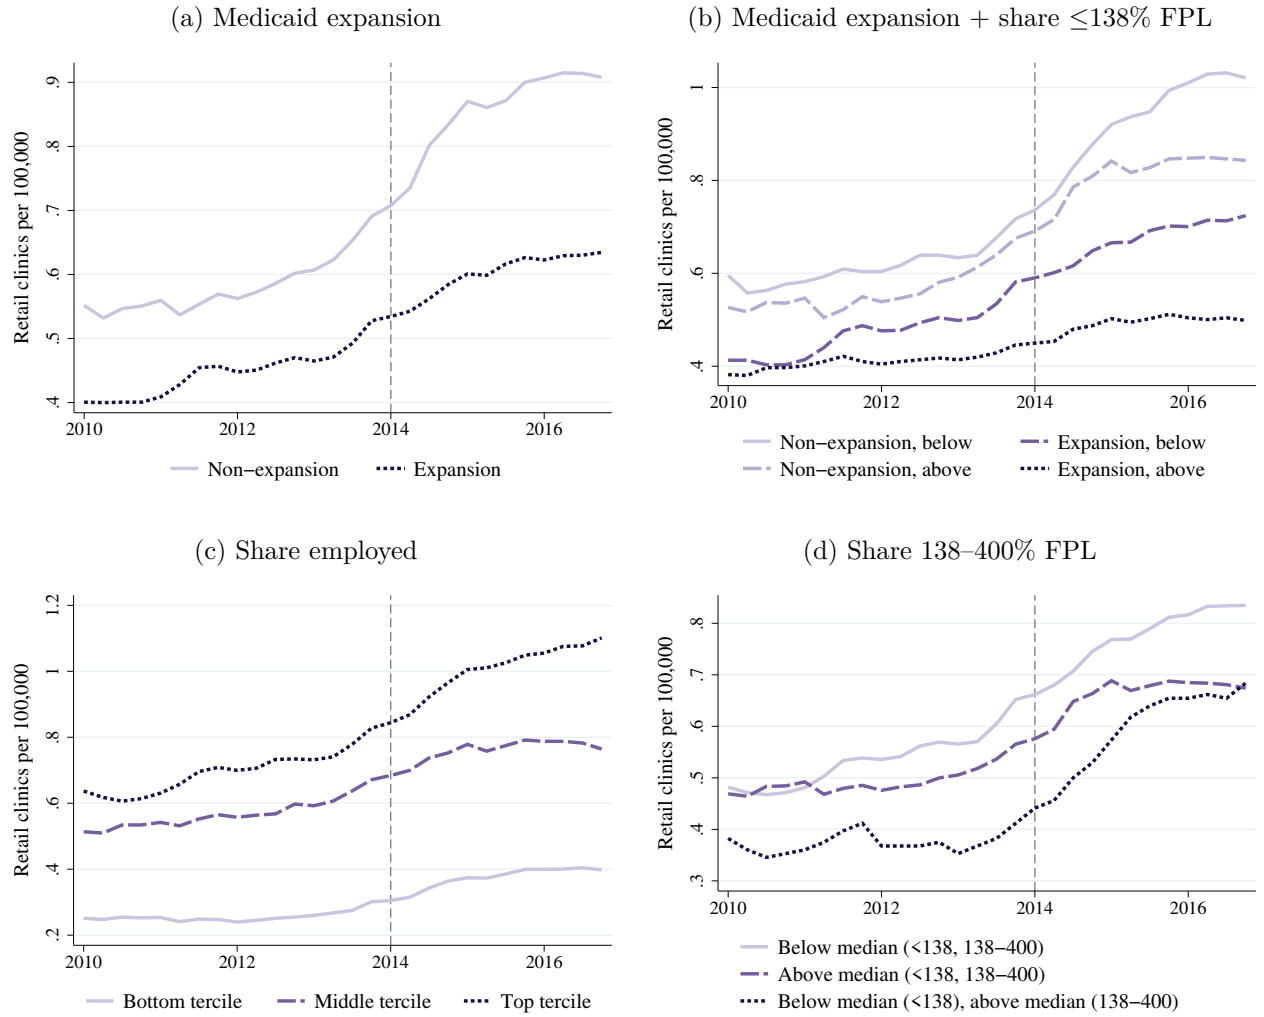 (a) Medicaid expansion
Retail clinics per 100,000
.9
.8
.7
.6
.5
.4
2010 2012 2014 2016
Non−expansion Expansion
(b) Medicaid expansion + share ≤138% FPL
Retail clinics per 100,000
1
.8
.6
.4
2010 2012 2014 2016
Non−expansion, below Expansion, below
Non−expansion, above Expansion, above
(c) Share employed
Retail clinics per 100,000
1.2
1
.8
.6
.4
.2
2010 2012 2014 2016
Bottom tercile Middle tercile Top tercile
(d) Share 138–400% FPL
Retail clinics per 100,000
.8
.7
.6
.5
.4
.3
2010 2012 2014 2016
Below median (<138, 138−400)
Above median (<138, 138−400)
Below median (<138), above median (138−400)